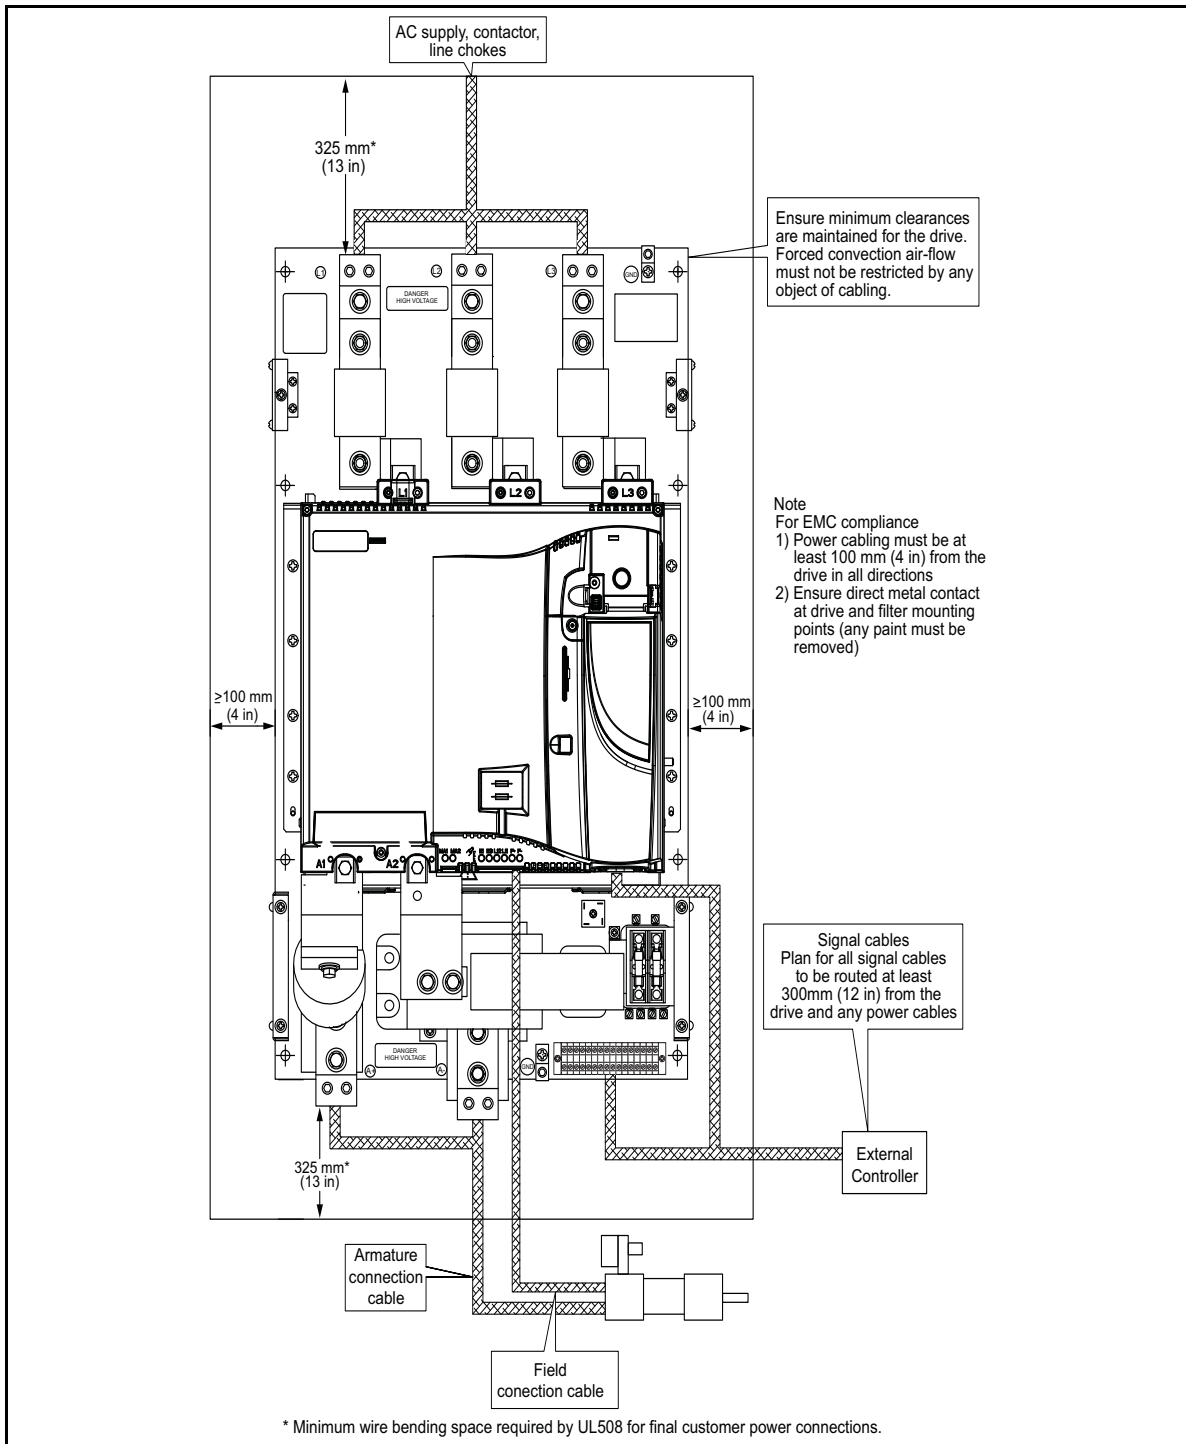 AC supply, contactor,
line chokes
325 mm*
(13 in)
Ensure minimum clearances
are maintained for the drive.
Forced convection air-flow
must not be restricted by any
object of cabling.
L1
L2
L3
GND
DANGER
HIGH VOLTAGE
L1
L2
L3
Note
For EMC compliance
1) Power cabling must be at
least 100 mm (4 in) from the
drive in all directions
2) Ensure direct metal contact
at drive and filter mounting
points (any paint must be
removed)
≥100 mm
(4 in)
≥100 mm
(4 in)
A1
A2
MA1 MA2
F+ F-
Signal cables
Plan for all signal cables
to be routed at least
300mm (12 in) from the
drive and any power cables
DANGER
HIGH VOLTAGE
A+
A-
GND
325 mm*
(13 in)
External
Controller
Armature
connection
cable
Field
conection cable
* Minimum wire bending space required by UL508 for final customer power connections.